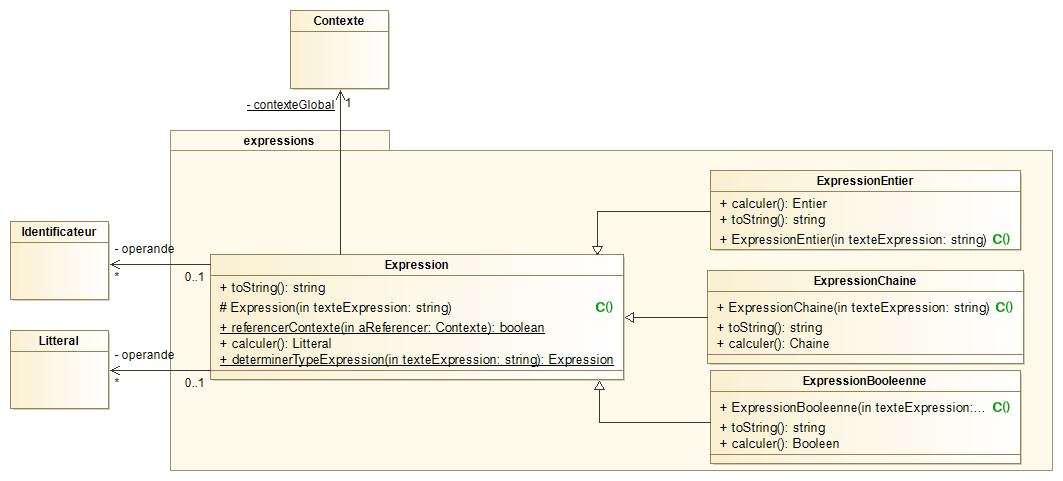 Contexte
- contexteGlobal
1
expressions
ExpressionEntier
+ calculer(): Entier
+ toString(): string
+ ExpressionEntier(in texteExpression: string) C()
Identificateur
- operande
*
0..1
Expression
+ toString(): string
# Expression(in texteExpression: string) C()
+ referencerContexte(in aReferencer: Contexte): boolean
+ calculer(): Litteral
+ determinerTypeExpression(in texteExpression: string): Expression
ExpressionChaine
+ ExpressionChaine(in texteExpression: string) C()
+ toString(): string
+ calculer(): Chaine
Litteral
- operande
*
0..1
ExpressionBooleenne
+ ExpressionBooleenne(in texteExpression:... C()
+ toString(): string
+ calculer(): Booleen